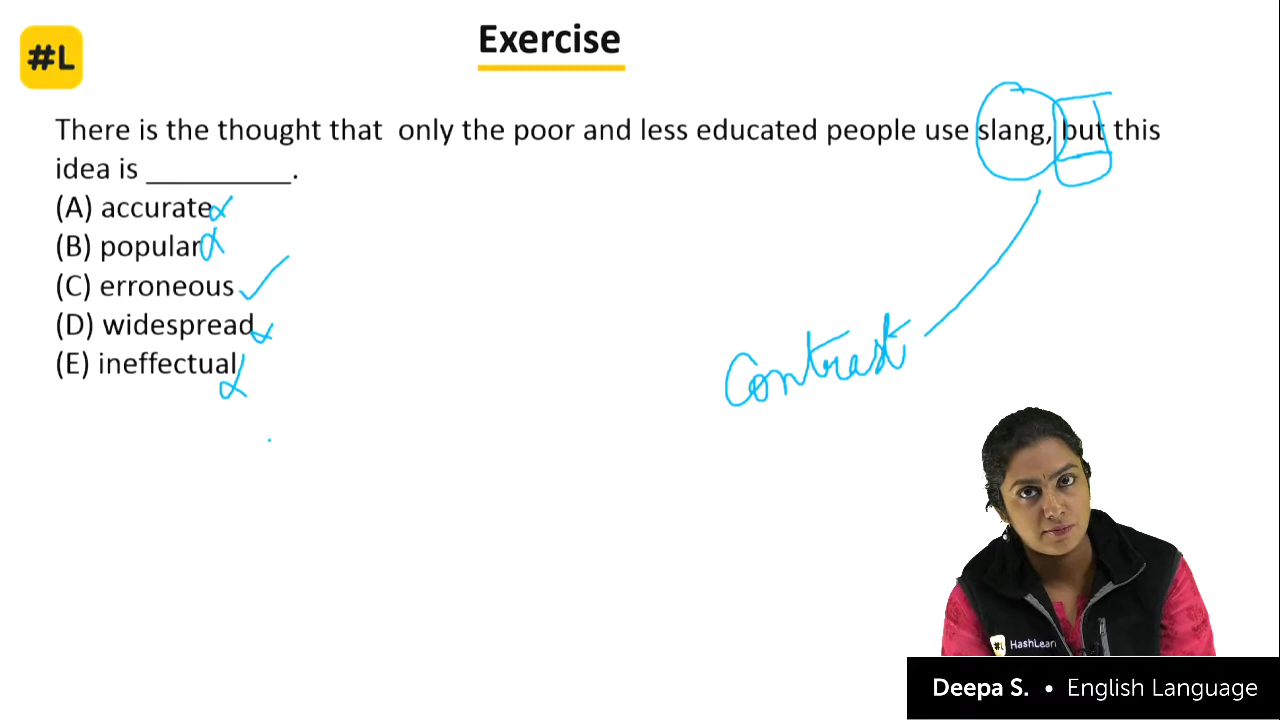 #L
Exercise
There is the thought that only the poor and less educated people use slang, but this
idea is __________.
(A) accurate
(B) popular
(C) erroneous
(D) widespread
(E) ineffectual
Contrast
#L HashLearn
Deepa S. • English Language